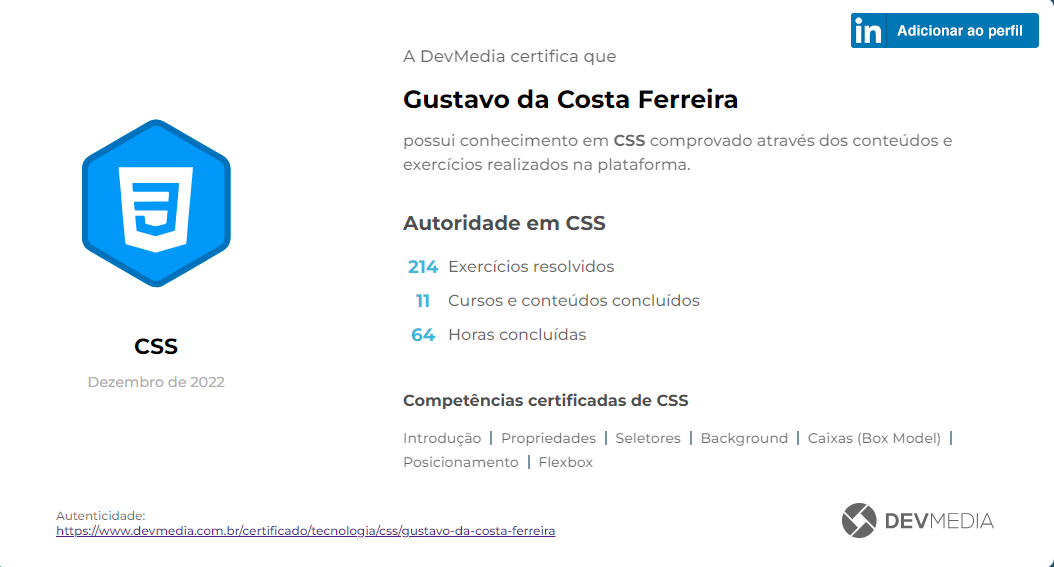 in Adicionar ao perfil
A DevMedia certifica que
Gustavo da Costa Ferreira
possui conhecimento em CSS comprovado através dos conteúdos e
exercícios realizados na plataforma.
Autoridade em CSS
214 Exercícios resolvidos
11 Cursos e conteúdos concluídos
64 Horas concluídas
CSS
Dezembro de 2022
Competências certificadas de CSS
Introdução | Propriedades | Seletores | Background | Caixas (Box Model) |
Posicionamento | Flexbox
Autenticidade:
https://www.devmedia.com.br/certificado/tecnologia/css/gustavo-da-costa-ferreira
DEVMEDIA